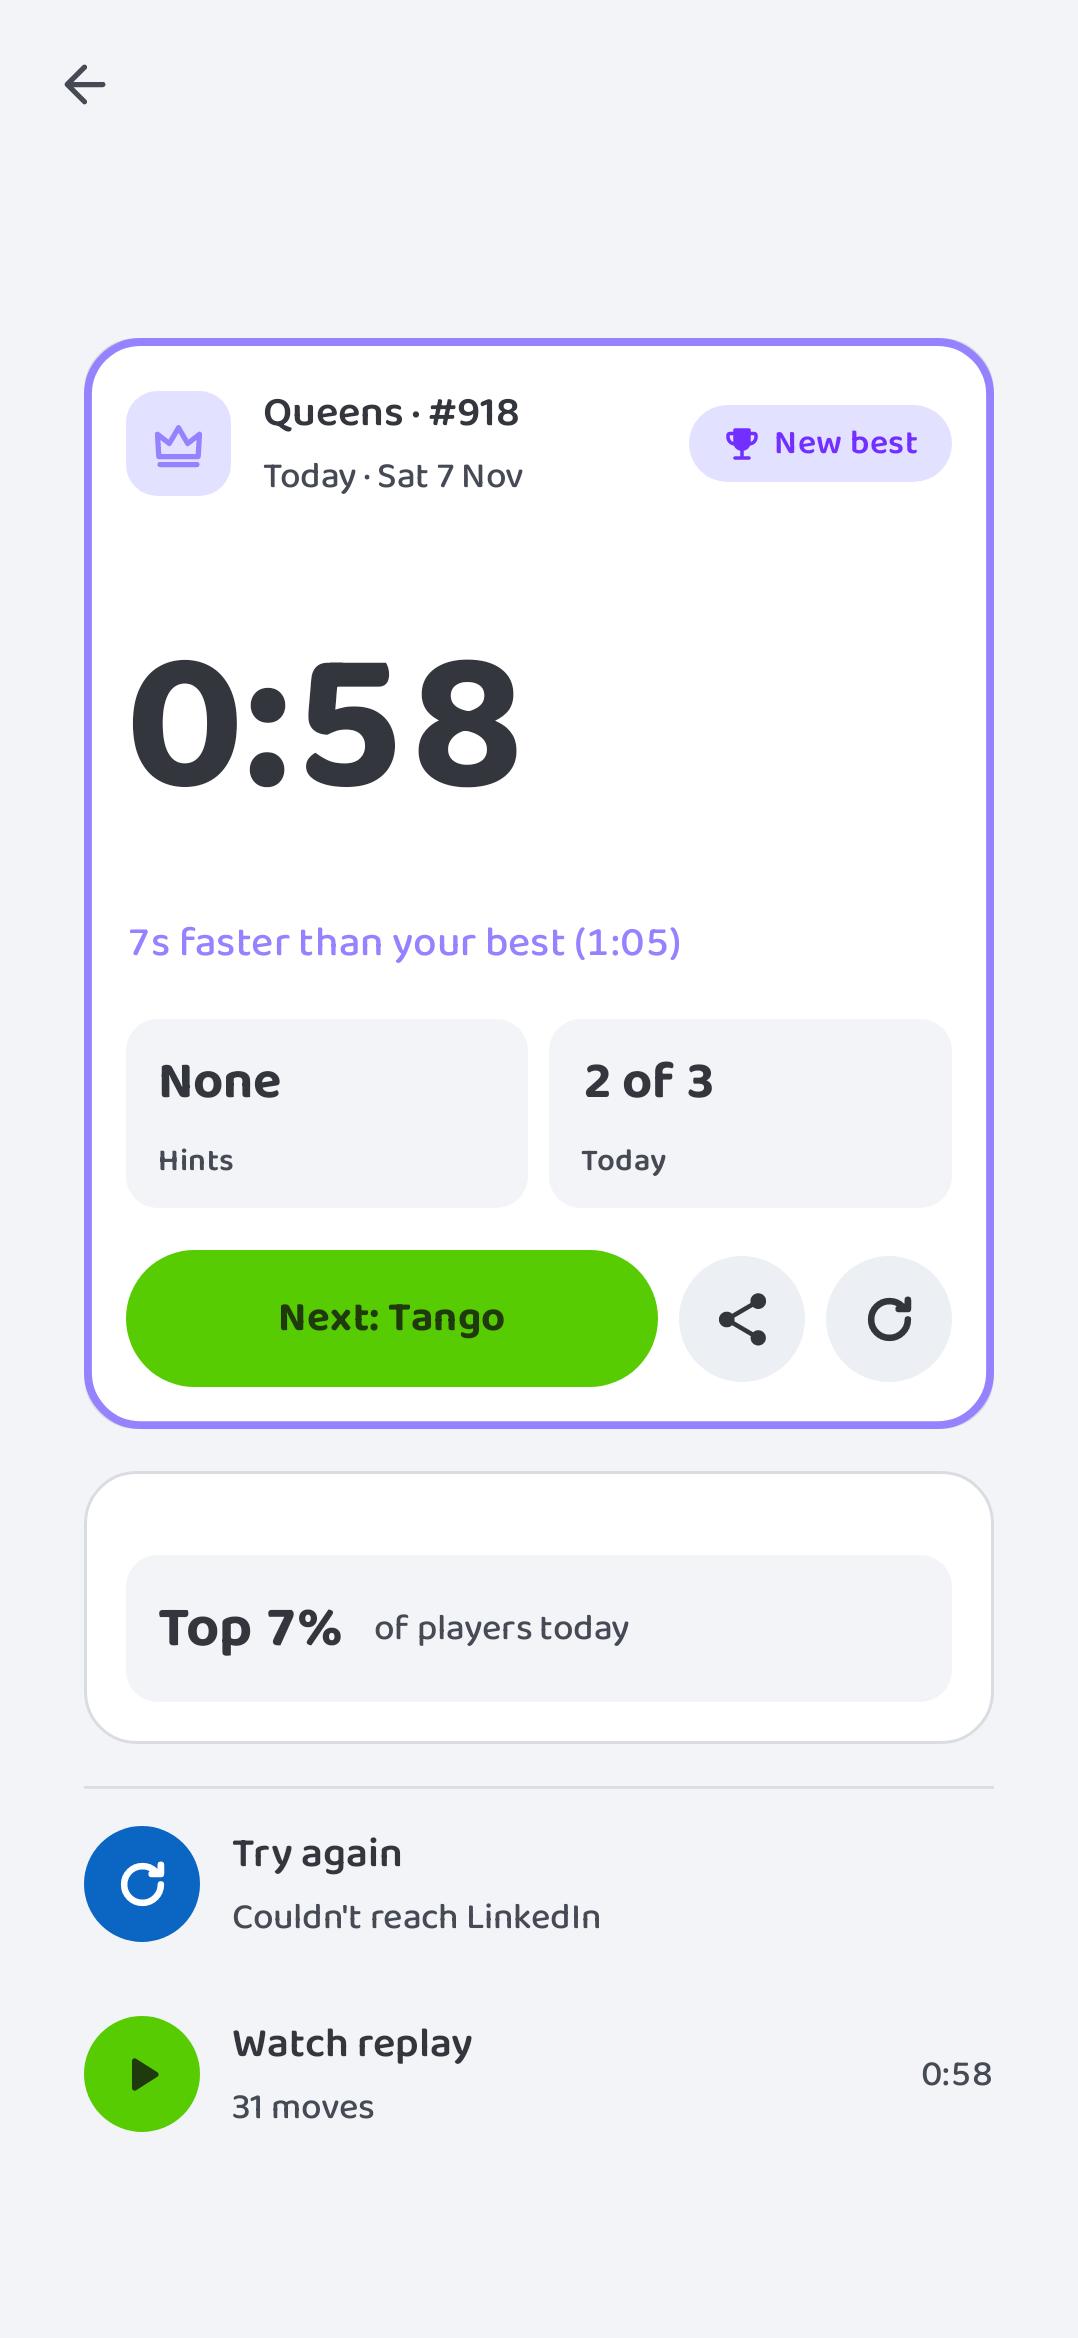 Queens · #918
Today · Sat 7 Nov
New best
0:58
7s faster than your best (1:05)
None
Hints
2 of 3
Today
Next: Tango
Top 7% of players today
Try again
Couldn't reach LinkedIn
Watch replay
31 moves
0:58